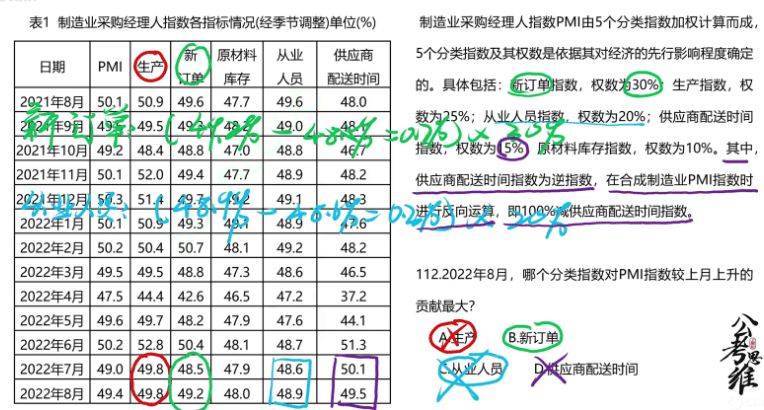 表1 制造业采购经理人指数各指标情况(经季节调整)单位(%)
日期 PMI 生产 新订单 原材料库存 从业人员 供应商配送时间
2021年8月 50.1 50.9 49.6 47.7 49.6 48.0
2021年9月 49.5
2021年10月 49.2 48.4 48.8 47.0 48.8
2021年11月 50.1 52.0 49.4 47.7 48.9 48.2
2021年12月 50.3 51.4 49.7 49.1 48.3
2022年1月 50.1 50.9 49.3 48.9 47.6
2022年2月 50.2 50.4 50.7 48.1 49.2 48.2
2022年3月 49.5 49.5 48.8 47.3 48.6 46.5
2022年4月 47.5 44.4 42.6 46.5 47.2 37.2
2022年5月 49.6 49.7 48.2 47.9 47.6 44.1
2022年6月 50.2 52.8 50.4 48.1 48.7 51.3
2022年7月 49.0 49.8 48.5 47.9 48.6 50.1
2022年8月 49.4 49.8 49.2 48.0 48.9 49.5
新订单:(49.2% - 48.5% = 0.7%) × 30%
从业人员:(48.9% - 48.6% = 0.3%) × 20%
制造业采购经理人指数PMI由5个分类指数加权计算而成,
5个分类指数及其权数是依据其对经济的先行影响程度确定
的。具体包括:新订单指数,权数为30%;生产指数,权
数为25%;从业人员指数,权数为20%;供应商配送时间
指数,权数为15%;原材料库存指数,权数为10%。其中,
供应商配送时间指数为逆指数,在合成制造业PMI指数时
进行反向运算,即100%减供应商配送时间指数。
112.2022年8月,哪个分类指数对PMI指数较上月上升的
贡献最大?
A.生产 B.新订单
C.从业人员 D.供应商配送时间
公考思维